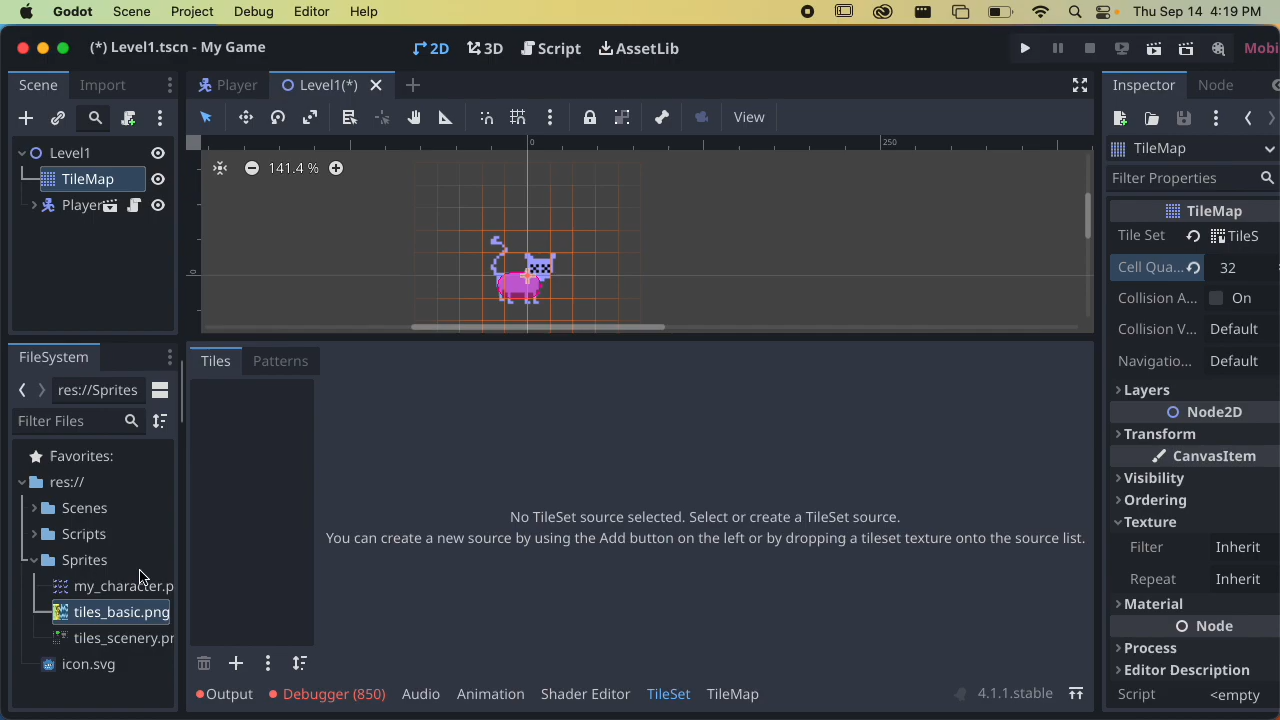 Godot Scene Project Debug Editor Help Thu Sep 14 4:19 PM
(*) Level1.tscn - My Game 2D 3D Script AssetLib Mobi
Scene Import Player Level1(*) Inspector Node
View
Level1
TileMap
Player
0 250
141.4 %
0
TileMap
Filter Properties
TileMap
Tile Set TileS
Cell Qua... 32
Collision A... On
Collision V... Default
Navigatio... Default
Layers
Node2D
Transform
CanvasItem
Visibility
Ordering
Texture
Filter Inherit
Repeat Inherit
Material
Node
Process
Editor Description
Script <empty
FileSystem
res://Sprites
Filter Files
Favorites:
res://
Scenes
Scripts
Sprites
my_character.p
tiles_basic.png
tiles_scenery.pr
icon.svg
Tiles Patterns
No TileSet source selected. Select or create a TileSet source.
You can create a new source by using the Add button on the left or by dropping a tileset texture onto the source list.
Output Debugger (850) Audio Animation Shader Editor TileSet TileMap 4.1.1.stable